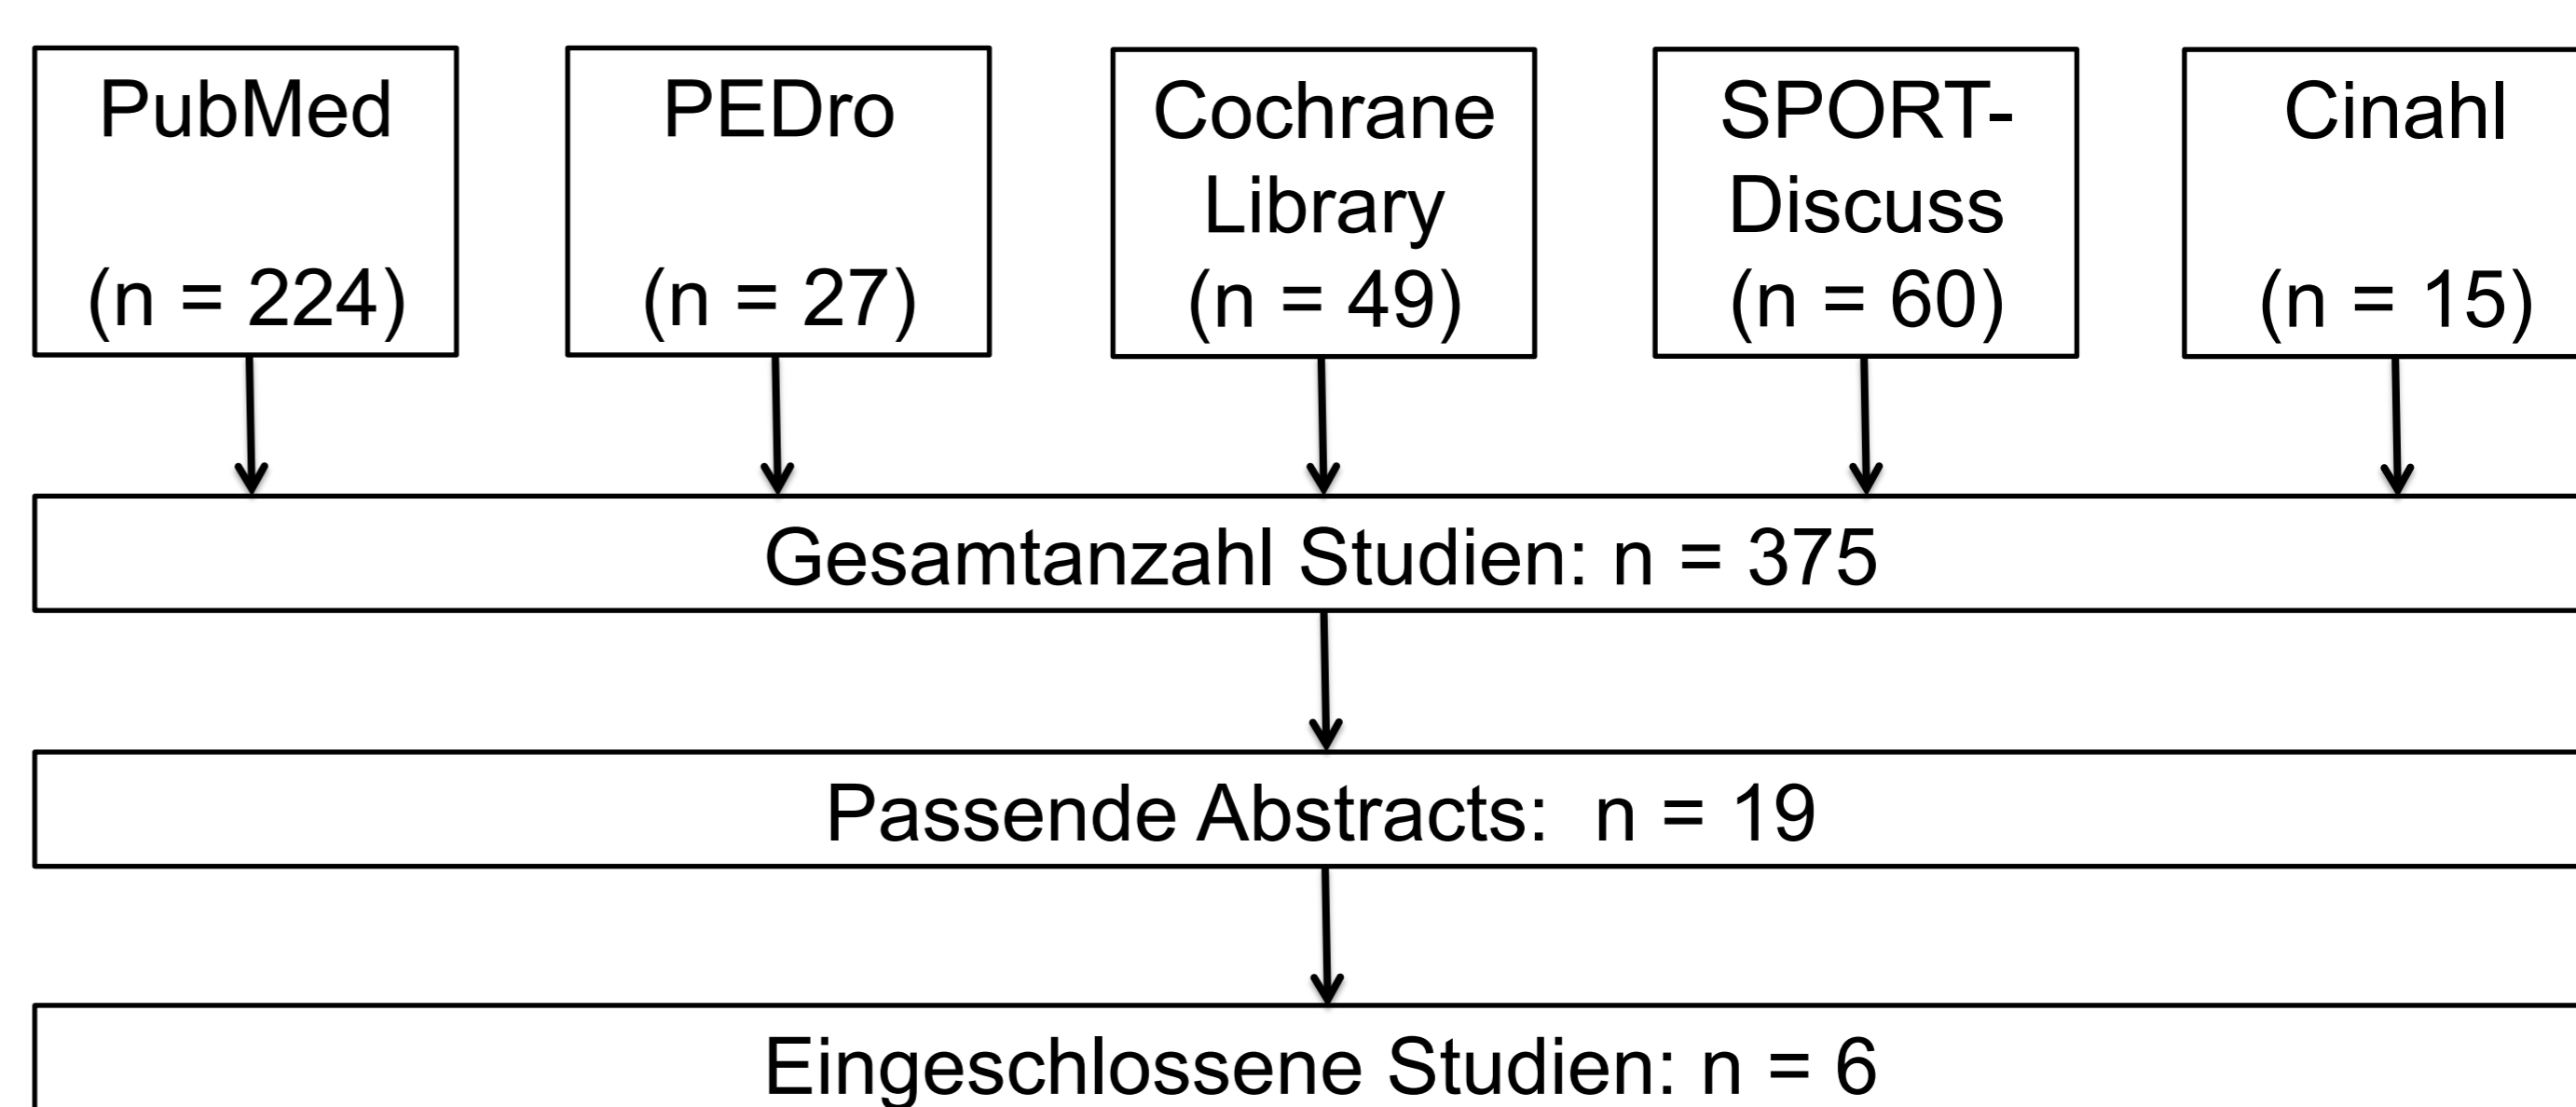 PubMed
(n = 224)
PEDro
(n = 27)
Cochrane
Library
(n = 49)
SPORT-
Discuss
(n = 60)
Cinahl
(n = 15)
Gesamtanzahl Studien: n = 375
Passende Abstracts:  n = 19
Eingeschlossene Studien: n = 6